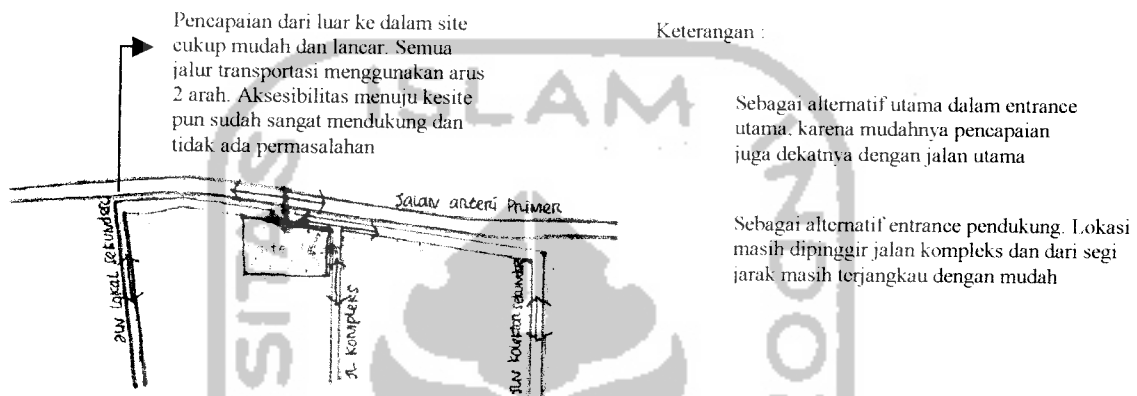 Pencapaian dari luar ke dalam site
cukup mudah dan lancar. Semua
jalur transportasi menggunakan arus
2 arah. Aksesibilitas menuju kesite
pun sudah sangat mendukung dan
tidak ada permasalahan
Keterangan :
Sebagai alternatif utama dalam entrance
utama, karena mudahnya pencapaian
juga dekatnya dengan jalan utama
Sebagai alternatif entrance pendukung. Lokasi
masih dipinggir jalan kompleks dan dari segi
jarak masih terjangkau dengan mudah
Jalan arteri Primer
site
Jln lokal sekunder
Jl kompleks
Jln kolektor sekunder
ISLAM
SITAS